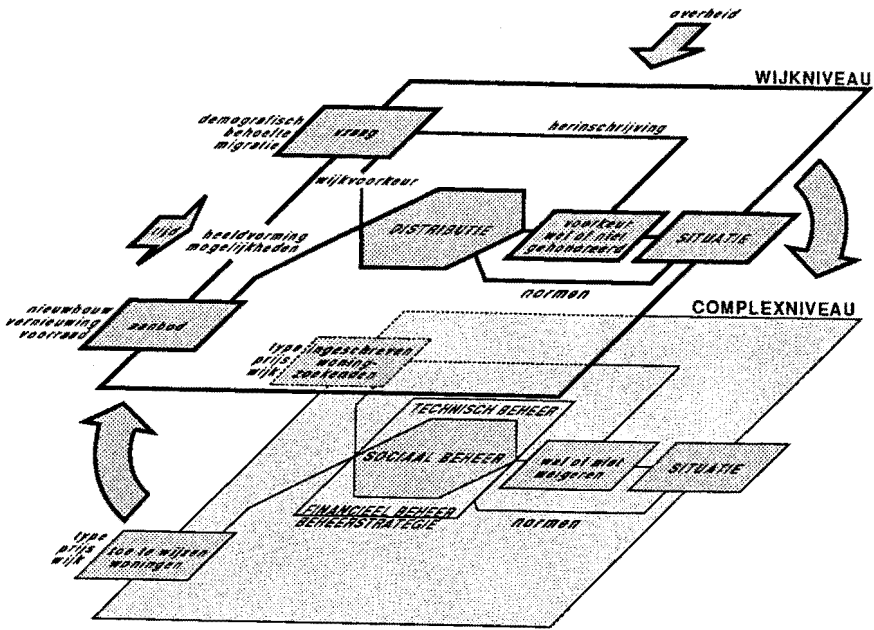 overheid
WIJKNIVEAU
demografisch
behoefte
migratie
vraag
herinschrijving
wijkvoorkeur
tijd
beeldvorming
mogelijkheden
DISTRIBUTIE
voorkeur
wel of niet
gehonoreerd
SITUATIE
normen
nieuwbouw
vernieuwing
voorraad
aanbod
COMPLEXNIVEAU
type
prijs
wijk
ingeschreven
woning-
zoekenden
TECHNISCH BEHEER
SOCIAAL BEHEER
wel of niet
weigeren
SITUATIE
FINANCIEEL BEHEER
BEHEERSTRATEGIE
normen
type
prijs
wijk
toe te wijzen
woningen